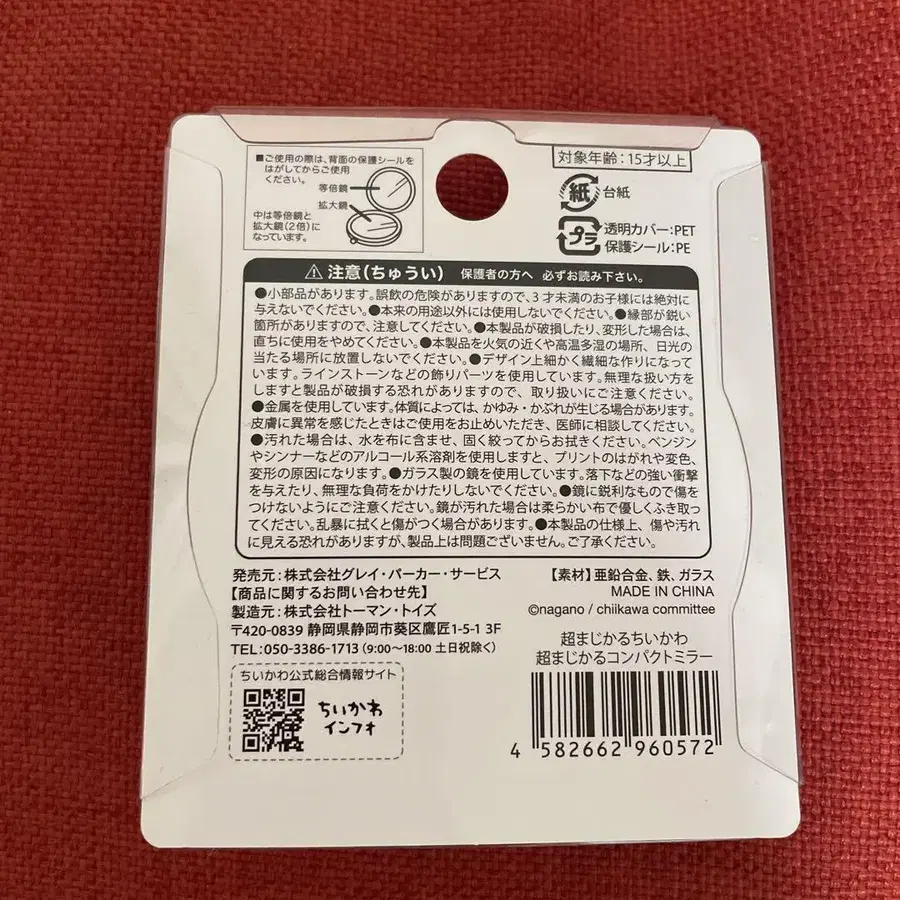 ■ご使用の際は、背面の保護シールを
はがしてからご使用
ください。
等倍鏡
拡大鏡
中は等倍鏡と
拡大鏡(2倍)に
なっています。
対象年齢:15才以上
紙 台紙
プラ 透明カバー:PET
保護シール:PE
⚠注意(ちゅうい) 保護者の方へ 必ずお読み下さい。
●小部品があります。誤飲の危険がありますので、3才未満のお子様には絶対に
与えないでください。●本来の用途以外には使用しないでください。●縁部が鋭い
箇所がありますので、注意してください。●本製品が破損したり、変形した場合は、
直ちに使用をやめてください。●本製品を火気の近くや高温多湿の場所、日光の
当たる場所に放置しないでください。●デザイン上細かく繊細な作りになって
います。ラインストーンなどの飾りパーツを使用しています。無理な扱い方を
しますと製品が破損する恐れがありますので、取り扱いにご注意ください。
●金属を使用しています。体質によっては、かゆみ・かぶれが生じる場合があります。
皮膚に異常を感じたときはご使用をお止めいただき、医師に相談してください。
●汚れた場合は、水を布に含ませ、固く絞ってからお拭きください。ベンジン
やシンナーなどのアルコール系溶剤を使用しますと、プリントのはがれや変色、
変形の原因になります。●ガラス製の鏡を使用しています。落下などの強い衝撃
を与えたり、無理な負荷をかけたりしないでください。●鏡に鋭利なもので傷を
つけないようにご注意ください。鏡が汚れた場合は柔らかい布で優しくふき取っ
てください。乱暴に拭くと傷がつく場合があります。●本製品の仕様上、傷や汚れ
に見える恐れがありますが、製品上は問題ございません。ご了承ください。
発売元:株式会社グレイ・パーカー・サービス
【商品に関するお問い合わせ先】
製造元:株式会社トーマン・トイズ
〒420-0839 静岡県静岡市葵区鷹匠1-5-1 3F
TEL:050-3386-1713(9:00〜18:00 土日祝除く)
【素材】亜鉛合金、鉄、ガラス
MADE IN CHINA
©nagano / chiikawa committee
ちいかわ公式総合情報サイト
ちいかわ
インフォ
超まじかるちいかわ
超まじかるコンパクトミラー
4 582662 960572